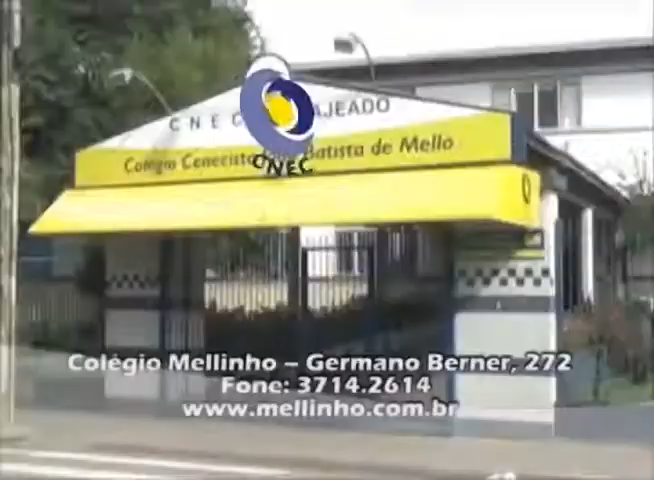 CNEC LAJEADO
Colégio Cenecista Batista de Mello
CNEC
Colégio Mellinho – Germano Berner, 272
Fone: 3714.2614
www.mellinho.com.br